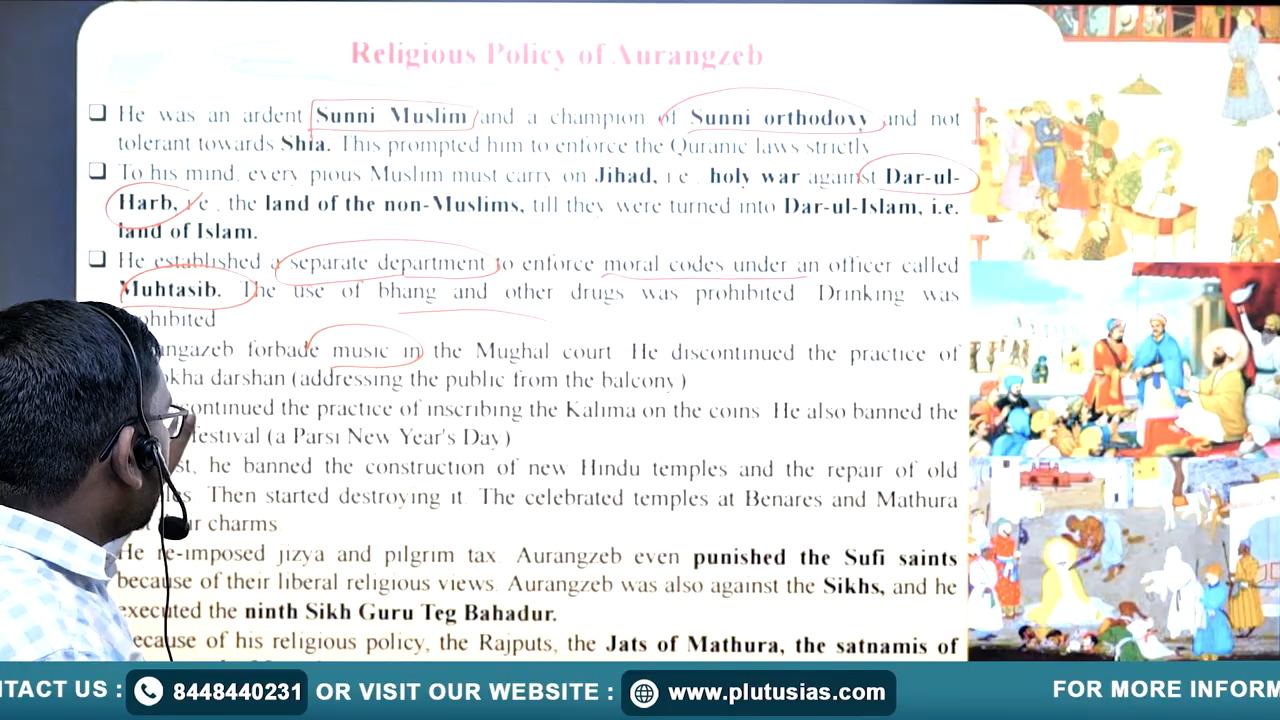 Religious Policy of Aurangzeb
❑ He was an ardent Sunni Muslim and a champion of Sunni orthodoxy and not
tolerant towards Shia. This prompted him to enforce the Quranic laws strictly
❑ To his mind, every pious Muslim must carry on Jihad, i.e. holy war against Dar-ul-
Harb, i.e., the land of the non-Muslims, till they were turned into Dar-ul-Islam, i.e.
land of Islam.
❑ He established a separate department to enforce moral codes under an officer called
Muhtasib. The use of bhang and other drugs was prohibited. Drinking was
ohibited
ngazeb forbade music in the Mughal court. He discontinued the practice of
okha darshan (addressing the public from the balcony.)
continued the practice of inscribing the Kalima on the coins. He also banned the
festival (a Parsi New Year's Day)
st, he banned the construction of new Hindu temples and the repair of old
Then started destroying it. The celebrated temples at Benares and Mathura
charms
He re-imposed jizya and pilgrim tax. Aurangzeb even punished the Sufi saints
because of their liberal religious views. Aurangzeb was also against the Sikhs, and he
executed the ninth Sikh Guru Teg Bahadur.
ecause of his religious policy, the Rajputs, the Jats of Mathura, the satnamis of
NTACT US : 8448440231 OR VISIT OUR WEBSITE : www.plutusias.com FOR MORE INFORM